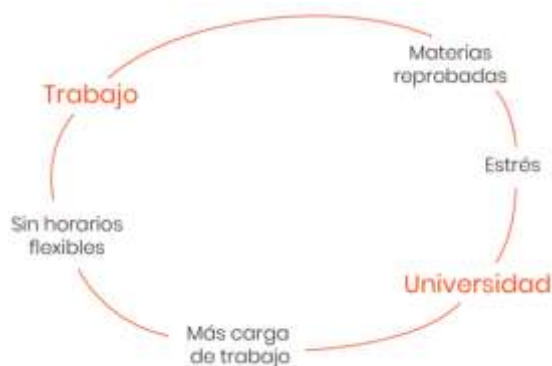 Materias
reprobadas
Trabajo
Estrés
Sin horarios
flexibles
Universidad
Más carga
de trabajo